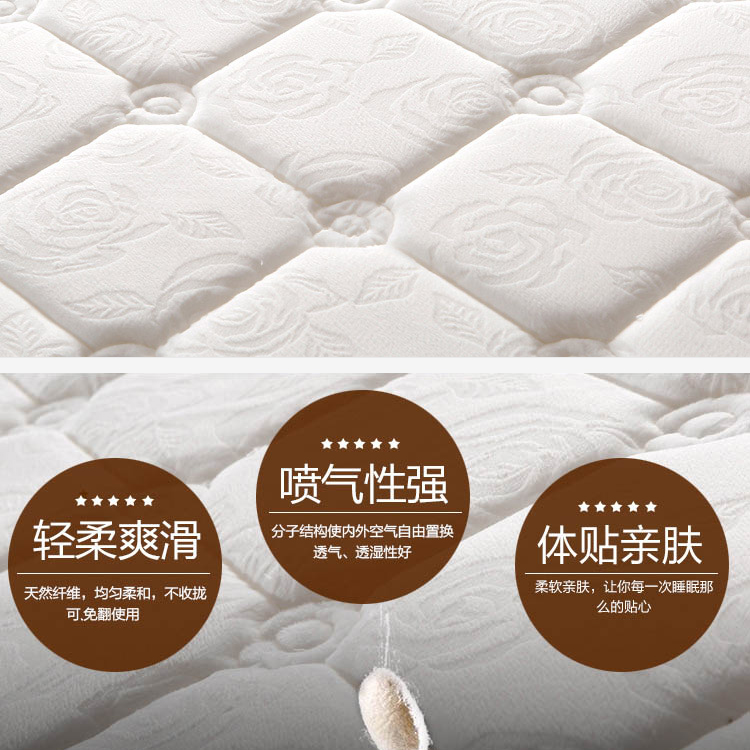 轻柔爽滑
天然纤维，均匀柔和，不收拢
可,免翻使用
喷气性强
分子结构使内外空气自由置换
透气、透湿性好
体贴亲肤
柔软亲肤，让你每一次睡眠那
么的贴心